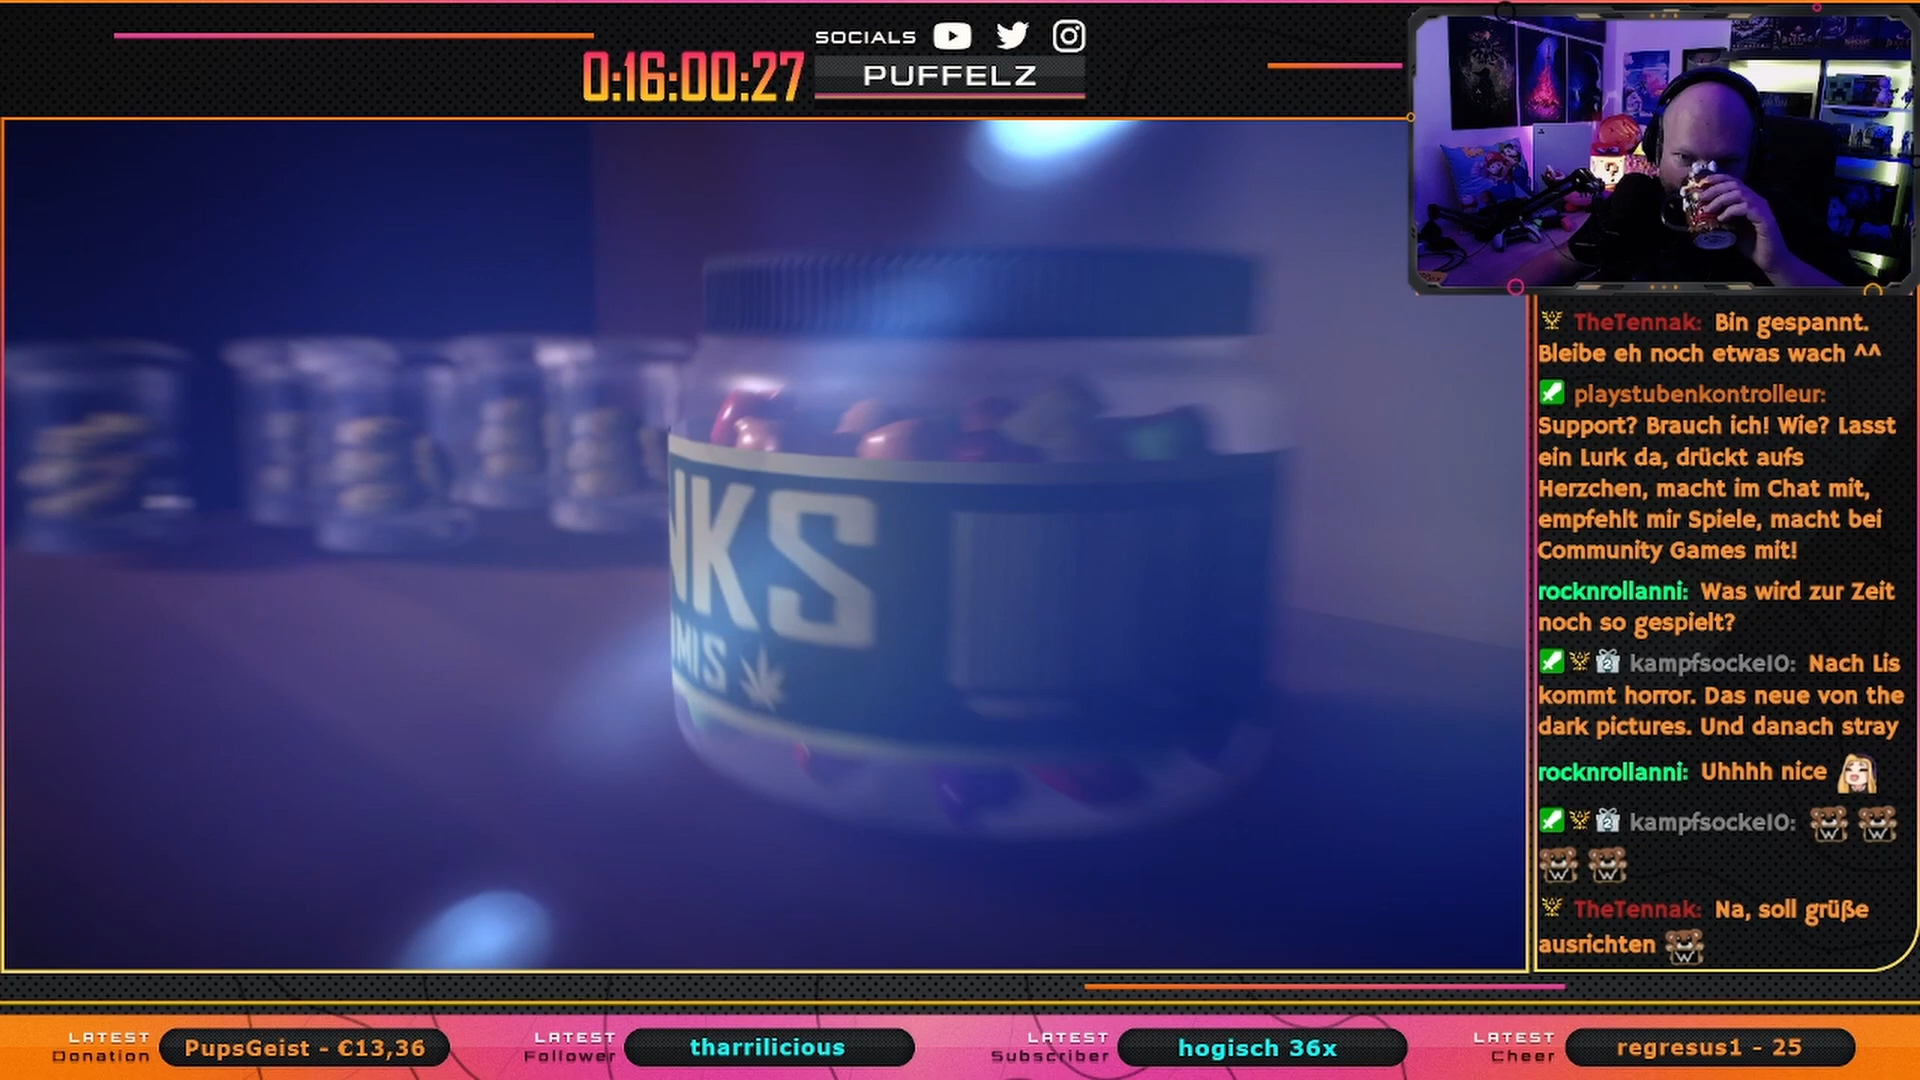 SOCIALS
0:16:00:27
PUFFELZ
NKS
MIS
TheTennak: Bin gespannt.
Bleibe eh noch etwas wach ^^
playstubenkontrolleur:
Support? Brauch ich! Wie? Lasst
ein Lurk da, drückt aufs
Herzchen, macht im Chat mit,
empfehlt mir Spiele, macht bei
Community Games mit!
rocknrollanni: Was wird zur Zeit
noch so gespielt?
2 kampfsocke10: Nach Lis
kommt horror. Das neue von the
dark pictures. Und danach stray
rocknrollanni: Uhhhh nice
2 kampfsocke10: W W
W W
TheTennak: Na, soll grüße
ausrichten W
LATEST
Donation
PupsGeist - €13,36
LATEST
Follower
tharrilicious
LATEST
Subscriber
hogisch 36x
LATEST
Cheer
regresus1 - 25